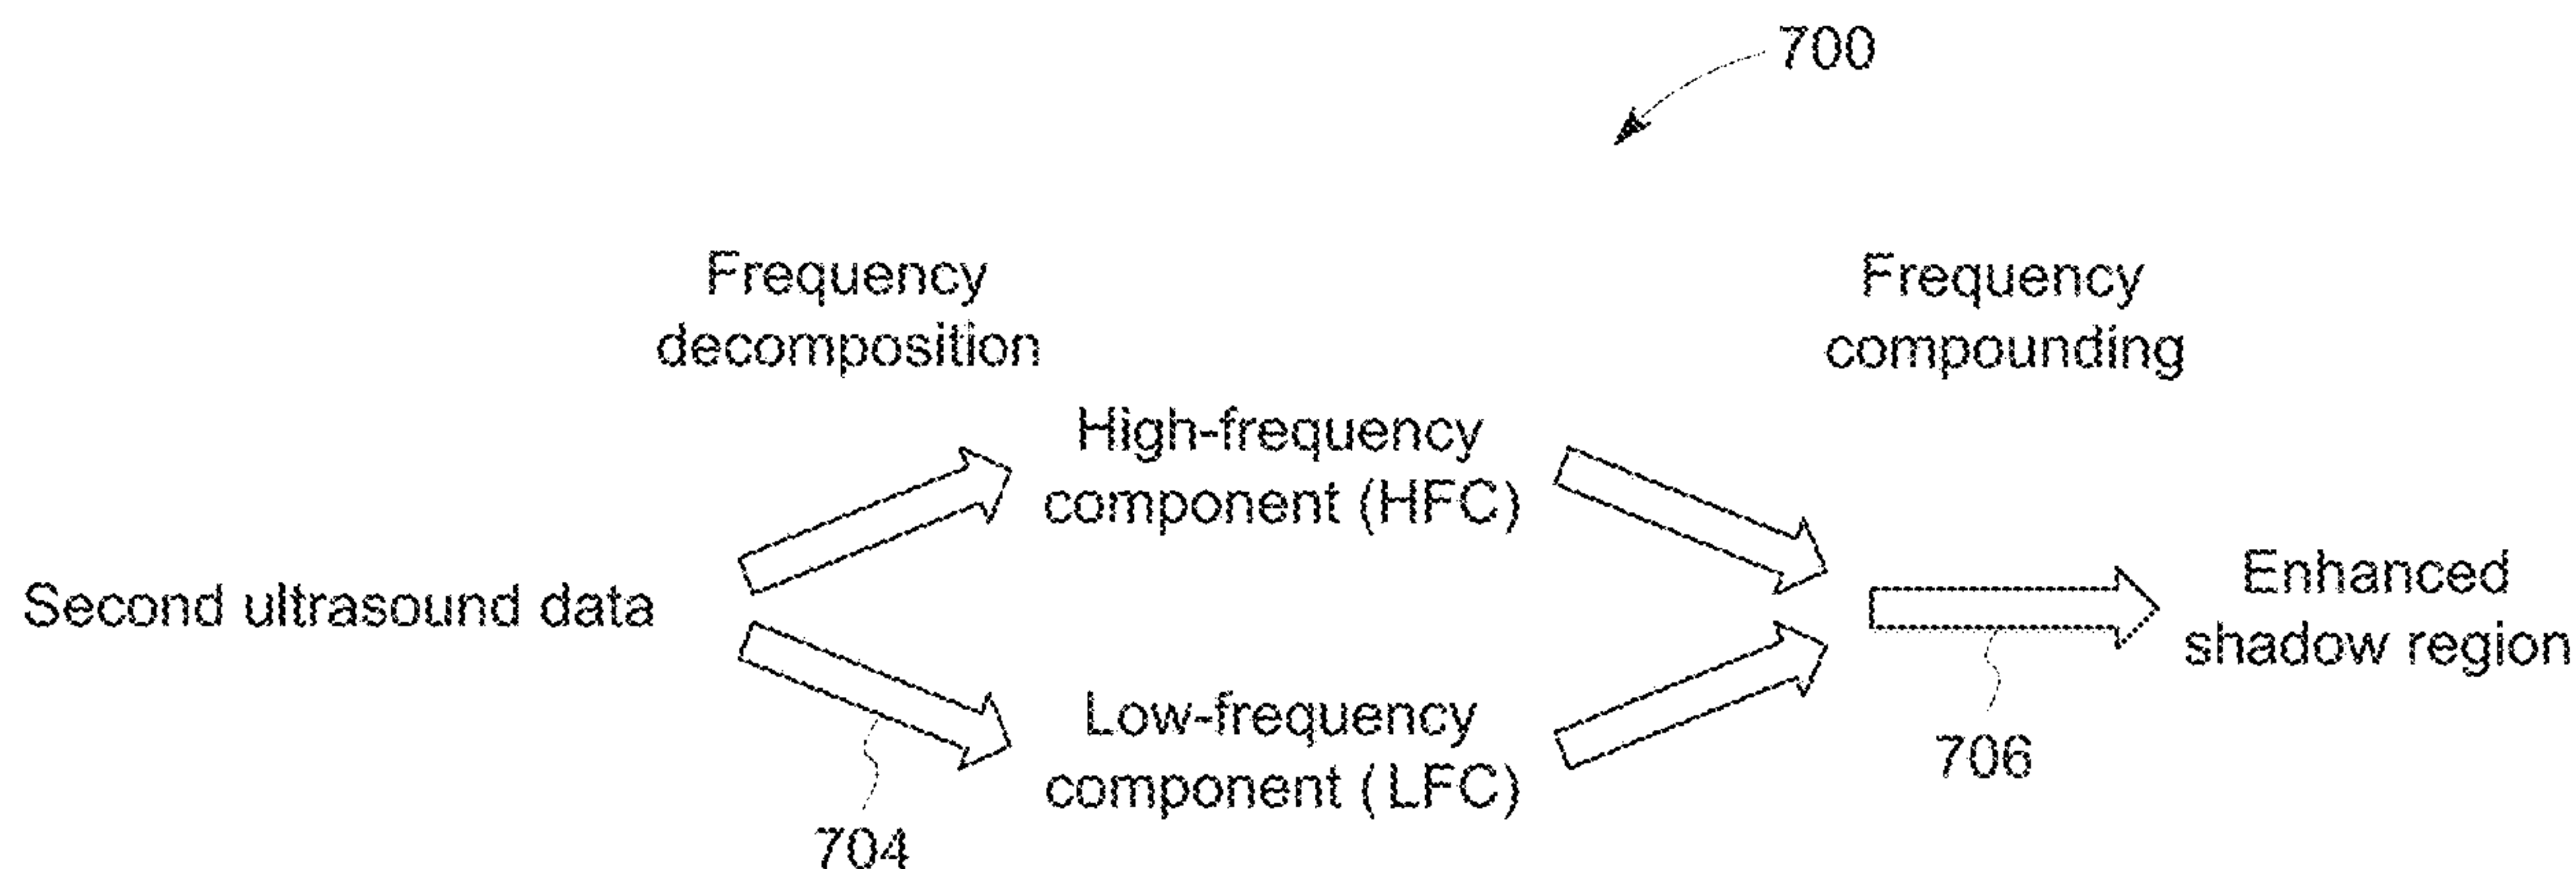 700
Frequency
decomposition
Frequency
compounding
High-frequency
component (HFC)
Second ultrasound data
Enhanced
shadow region
Low-frequency
component (LFC)
704
706